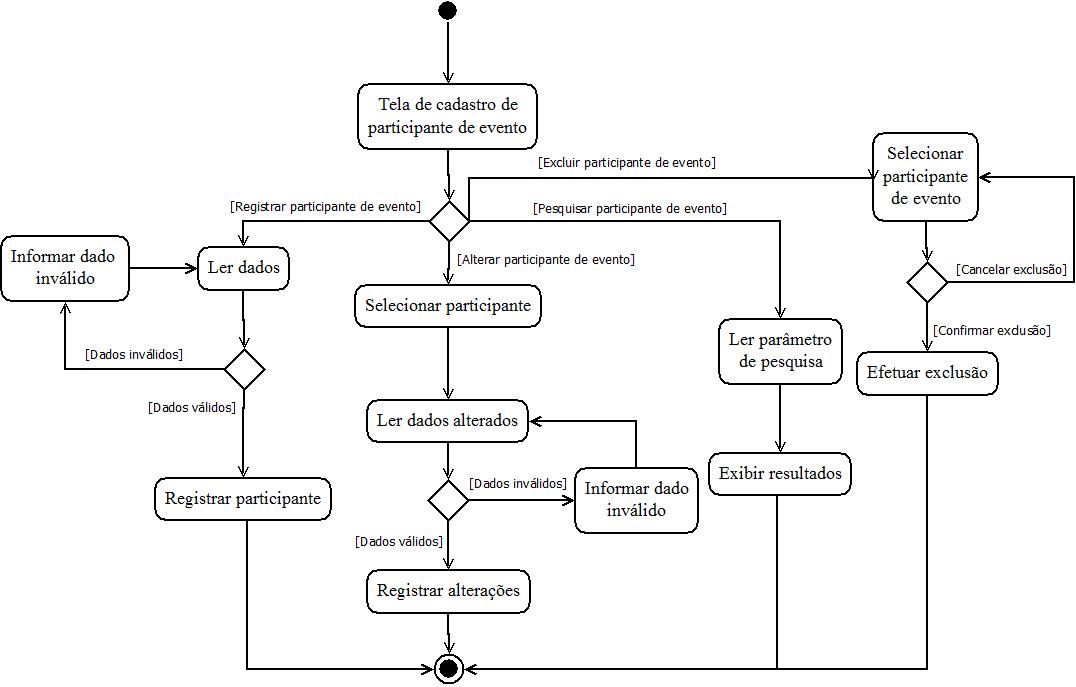 Tela de cadastro de
participante de evento
[Excluir participante de evento]
Selecionar
participante
de evento
[Registrar participante de evento]
[Pesquisar participante de evento]
Informar dado
inválido
Ler dados
[Alterar participante de evento]
[Cancelar exclusão]
Selecionar participante
[Confirmar exclusão]
Ler parâmetro
de pesquisa
[Dados inválidos]
Efetuar exclusão
[Dados válidos]
Ler dados alterados
Exibir resultados
[Dados inválidos]
Informar dado
inválido
Registrar participante
[Dados válidos]
Registrar alterações